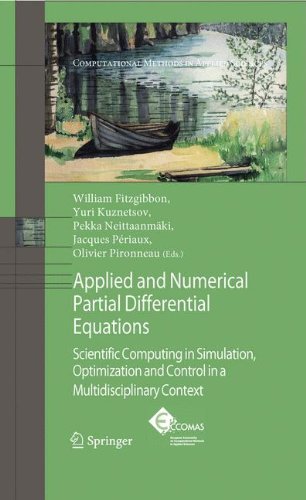 COMPUTATIONAL METHODS IN APPLIED SCIENCES
William Fitzgibbon
Yuri Kuznetsov
Pekka Neittaanmäki
Jacques Périaux
Olivier Pironneau (Eds.)
Applied and Numerical
Partial Differential
Equations
Scientific Computing in Simulation,
Optimization and Control in a
Multidisciplinary Context
Springer
ECCOMAS